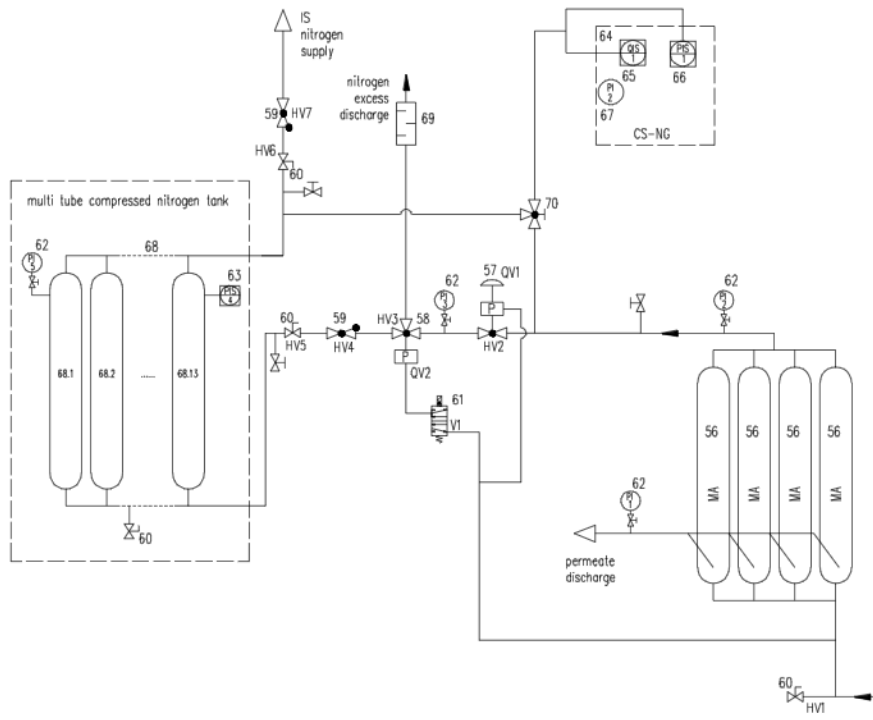 IS
nitrogen
supply
59
HV7
HV6
60
nitrogen
excess
discharge
69
64
QIS
1
PIS
1
65
66
PI
2
67
CS-NG
multi tube compressed nitrogen tank
62
PI
5
68
63
PIS
4
68.1
68.2
......
68.13
60
60
HV5
59
HV4
HV3
58
P
QV2
62
PI
3
57
QV1
P
HV2
70
62
PI
2
61
V1
56
56
56
56
MA
MA
MA
MA
62
PI
1
permeate
discharge
60
HV1